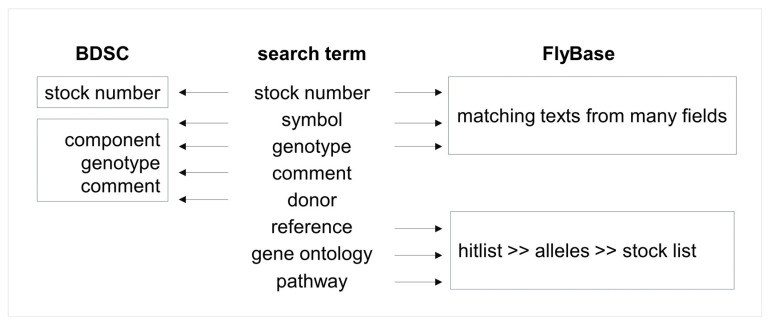 BDSC search term FlyBase
stock number stock number
symbol
matching texts from many fields
component
genotype
genotype
comment
comment
donor
reference
gene ontology
hitlist >> alleles >> stock list
pathway